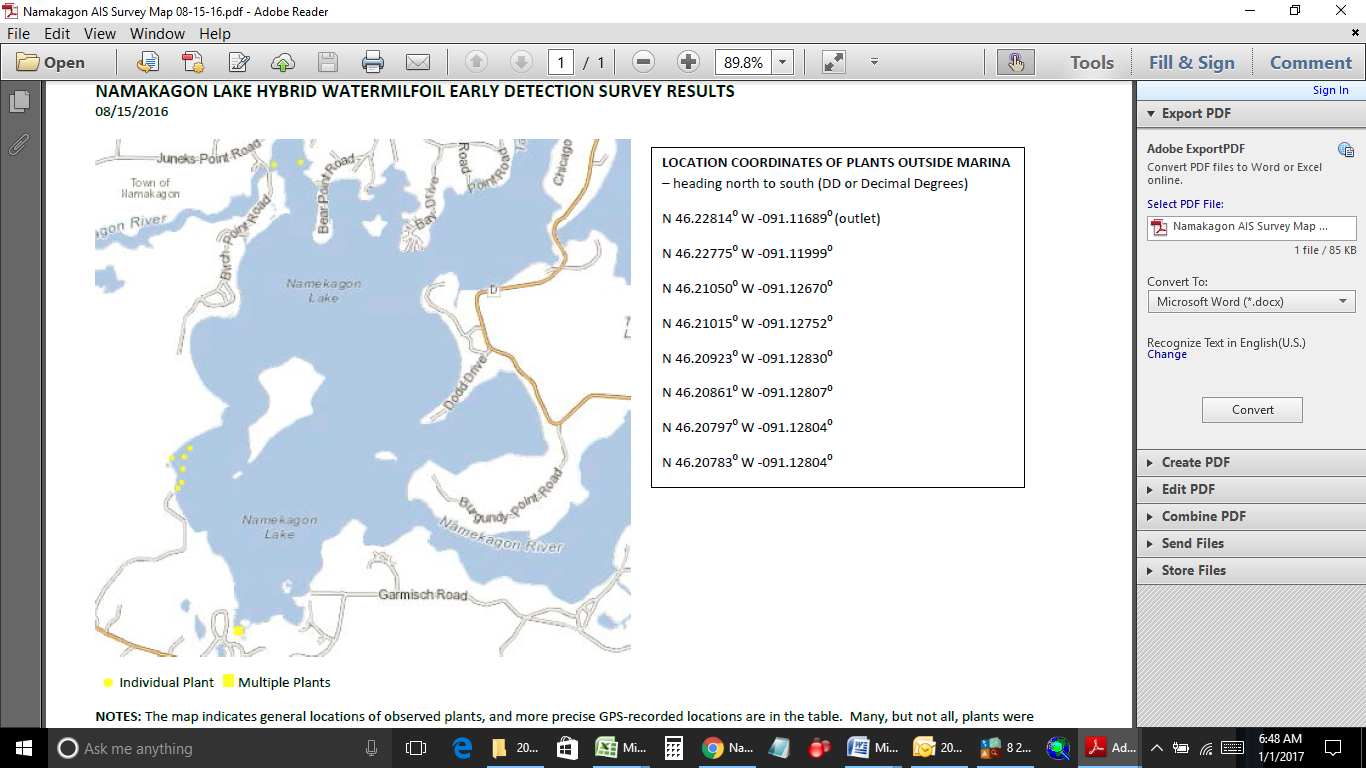 Namakagon AIS Survey Map 08-15-16.pdf - Adobe Reader
File Edit View Window Help
Open 1 / 1 89.8% Tools Fill & Sign Comment
Sign In
NAMAKAGON LAKE HYBRID WATERMILFOIL EARLY DETECTION SURVEY RESULTS
08/15/2016
Juneks-Point-Road
Town of
Namakagon
gon River
Birch-Point-Road
Bear-Point-Road
Bay-Drive
Road
Point-Road
Chicago
Namekagon
Lake
D
Dodd-Drive
Burgundy-Point-Road
Namekagon River
Namekagon
Lake
Garmisch Road
LOCATION COORDINATES OF PLANTS OUTSIDE MARINA
– heading north to south (DD or Decimal Degrees)
N 46.22814⁰ W -091.11689⁰ (outlet)
N 46.22775⁰ W -091.11999⁰
N 46.21050⁰ W -091.12670⁰
N 46.21015⁰ W -091.12752⁰
N 46.20923⁰ W -091.12830⁰
N 46.20861⁰ W -091.12807⁰
N 46.20797⁰ W -091.12804⁰
N 46.20783⁰ W -091.12804⁰
Individual Plant Multiple Plants
NOTES: The map indicates general locations of observed plants, and more precise GPS-recorded locations are in the table. Many, but not all, plants were
Export PDF
Adobe ExportPDF
Convert PDF files to Word or Excel
online.
Select PDF File:
Namakagon AIS Survey Map ...
1 file / 85 KB
Convert To:
Microsoft Word (*.docx)
Recognize Text in English(U.S.)
Change
Convert
Create PDF
Edit PDF
Combine PDF
Send Files
Store Files
Ask me anything 20... Mi... Na... Mi... 20... 8 2... Ad...
6:48 AM
1/1/2017